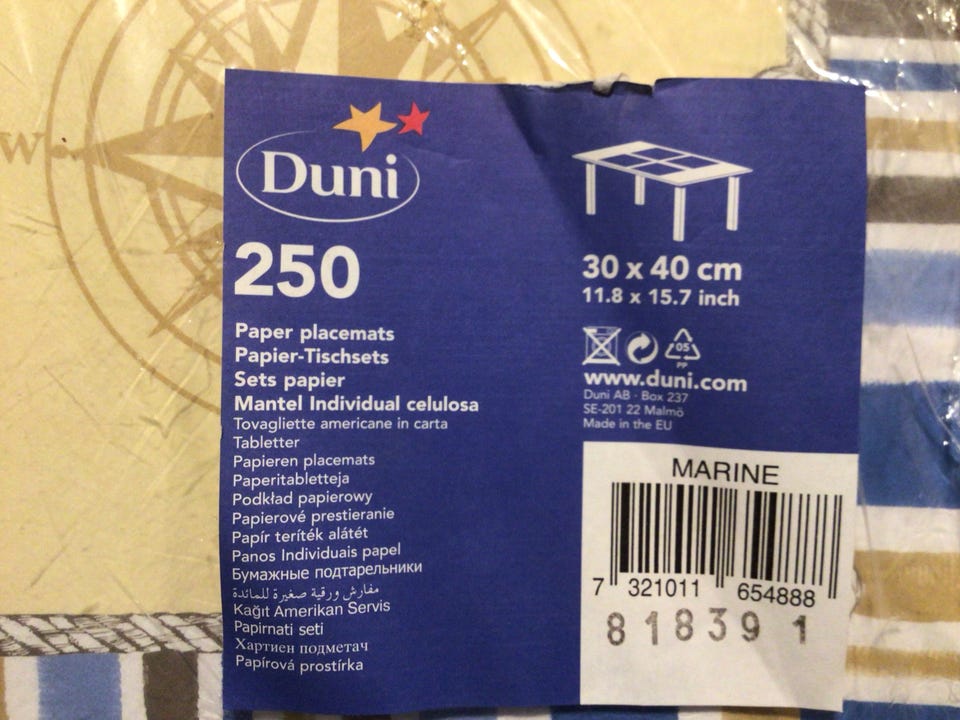 W
Duni
250
Paper placemats
Papier-Tischsets
Sets papier
Mantel Individual celulosa
Tovagliette americane in carta
Tabletter
Papieren placemats
Paperitabletteja
Podkład papierowy
Papierové prestieranie
Papír teríték alátét
Panos Individuais papel
Бумажные подтарельники
مفارش ورقية صغيرة للمائدة
Kağıt Amerikan Servis
Papirnati seti
Хартиен подметач
Papírová prostírka
30 x 40 cm
11.8 x 15.7 inch
05
PP
www.duni.com
Duni AB · Box 237
SE-201 22 Malmö
Made in the EU
MARINE
7 321011 654888
818391